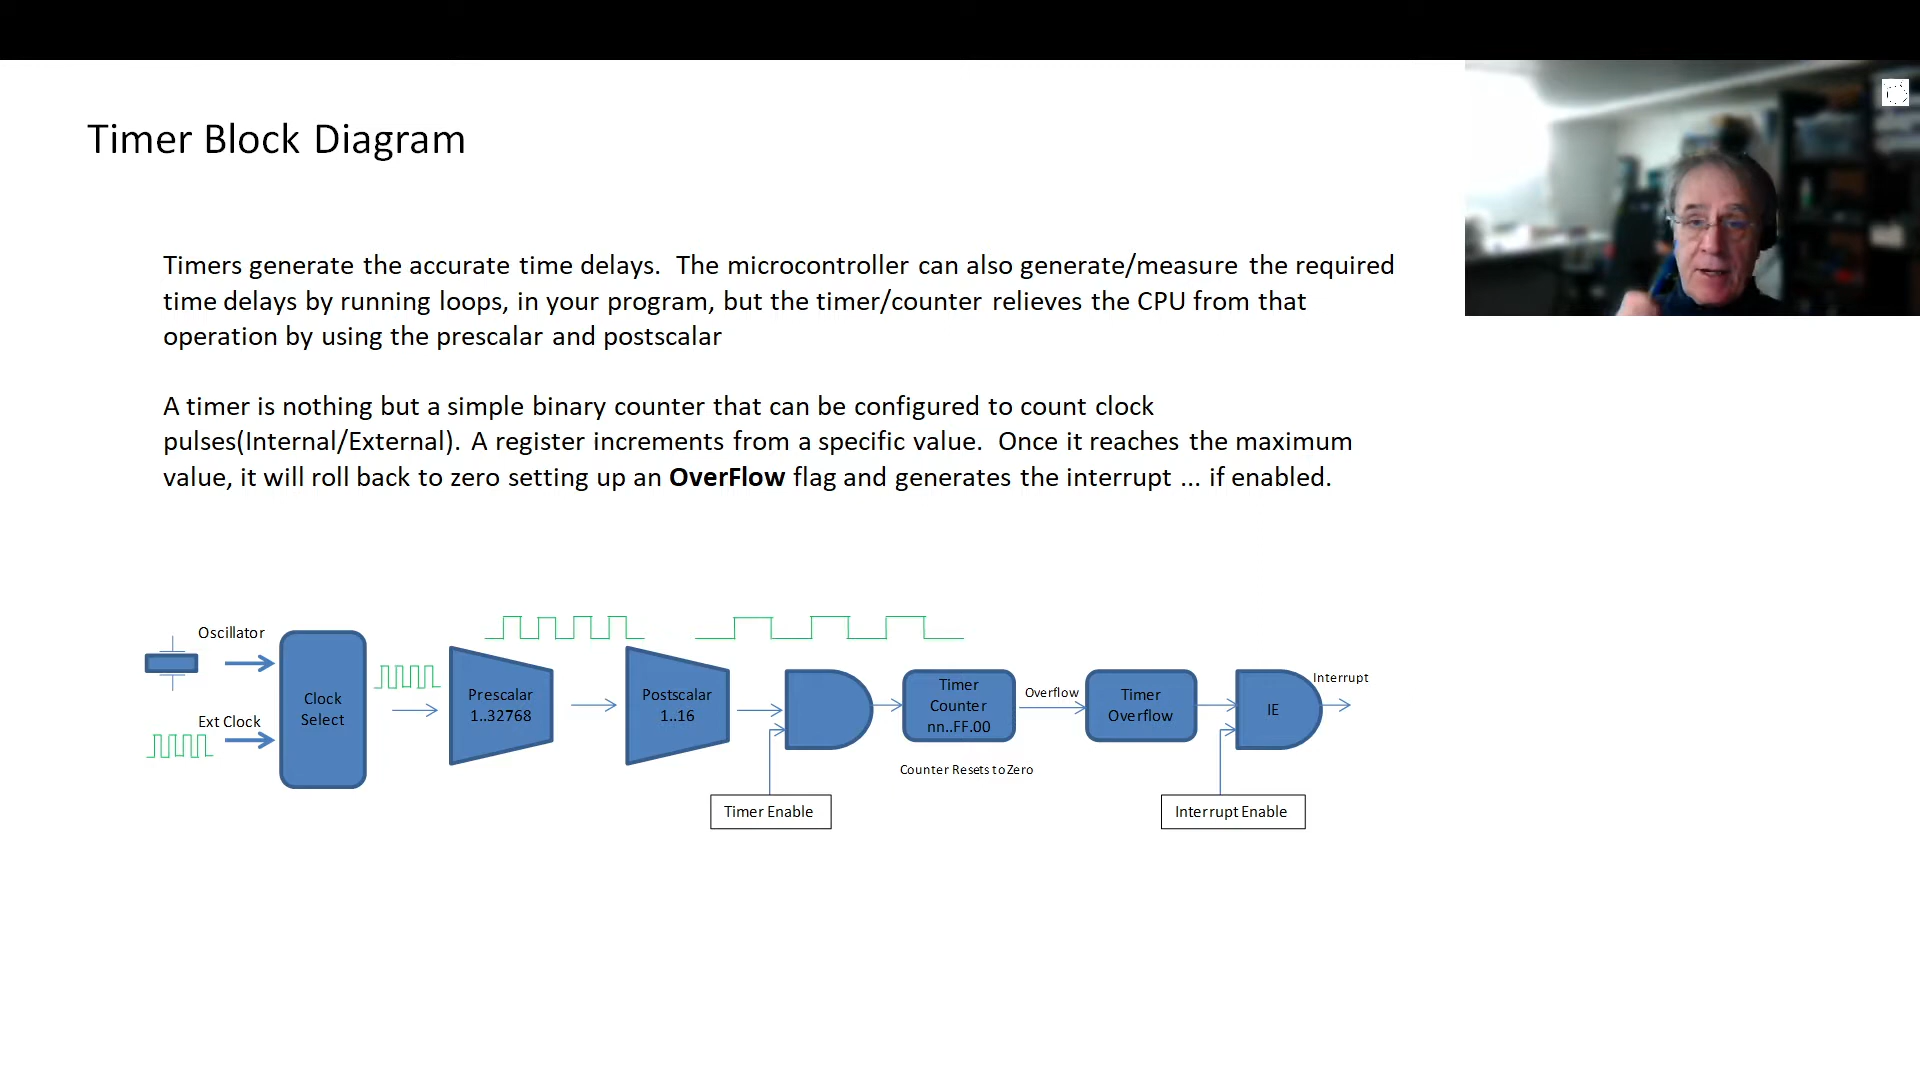 Timer Block Diagram
Timers generate the accurate time delays.  The microcontroller can also generate/measure the required
time delays by running loops, in your program, but the timer/counter relieves the CPU from that
operation by using the prescalar and postscalar
A timer is nothing but a simple binary counter that can be configured to count clock
pulses(Internal/External). A register increments from a specific value.  Once it reaches the maximum
value, it will roll back to zero setting up an OverFlow flag and generates the interrupt ... if enabled.
Oscillator
Ext Clock
Clock
Select
Prescalar
1..32768
Postscalar
1..16
Timer Enable
Timer
Counter
nn..FF.00
Counter Resets to Zero
Overflow
Timer
Overflow
IE
Interrupt
Interrupt Enable